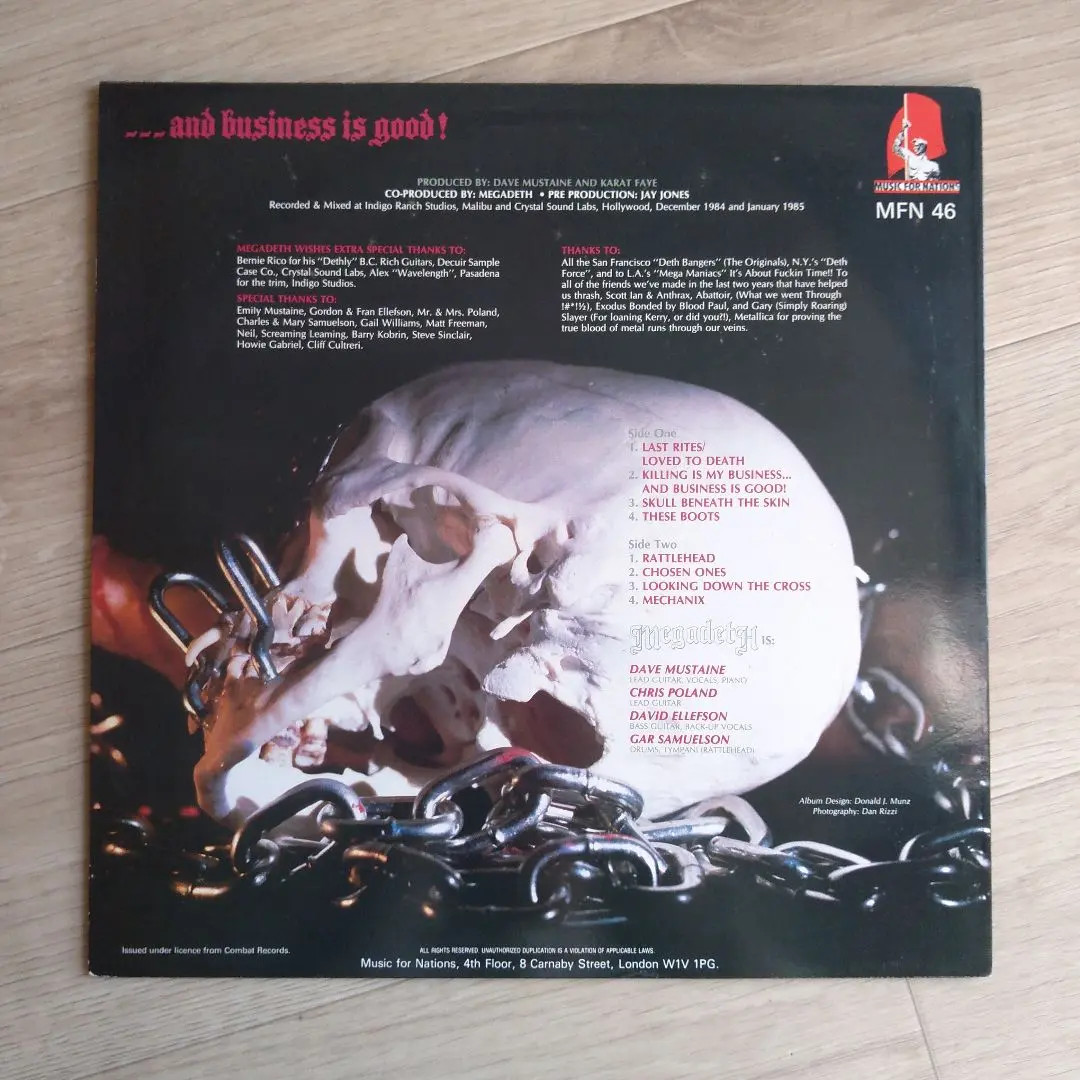 ---and business is good!
MUSIC FOR NATIONS
MFN 46
PRODUCED BY: DAVE MUSTAINE AND KARAT FAYE
CO-PRODUCED BY: MEGADETH • PRE PRODUCTION: JAY JONES
Recorded & Mixed at Indigo Ranch Studios, Malibu and Crystal Sound Labs, Hollywood, December 1984 and January 1985
MEGADETH WISHES EXTRA SPECIAL THANKS TO:
Bernie Rico for his "Dethly" B.C. Rich Guitars, Decuir Sample
Case Co., Crystal Sound Labs, Alex "Wavelength", Pasadena
for the trim, Indigo Studios.
SPECIAL THANKS TO:
Emily Mustaine, Gordon & Fran Ellefson, Mr. & Mrs. Poland,
Charles & Mary Samuelson, Gail Williams, Matt Freeman,
Neil, Screaming Leaming, Barry Kobrin, Steve Sinclair,
Howie Gabriel, Cliff Cultreri.
THANKS TO:
All the San Francisco "Deth Bangers" (The Originals), N.Y.'s "Deth
Force", and to L.A.'s "Mega Maniacs" It's About Fuckin Time!! To
all of the friends we've made in the last two years that have helped
us thrash, Scott Ian & Anthrax, Abattoir, (What we went Through
!#*!½), Exodus Bonded by Blood Paul, and Gary (Simply Roaring)
Slayer (For loaning Kerry, or did you?!), Metallica for proving the
true blood of metal runs through our veins.
Side One
1. LAST RITES/
LOVED TO DEATH
2. KILLING IS MY BUSINESS...
AND BUSINESS IS GOOD!
3. SKULL BENEATH THE SKIN
4. THESE BOOTS
Side Two
1. RATTLEHEAD
2. CHOSEN ONES
3. LOOKING DOWN THE CROSS
4. MECHANIX
MegadetH IS:
DAVE MUSTAINE
LEAD GUITAR, VOCALS, PIANO
CHRIS POLAND
LEAD GUITAR
DAVID ELLEFSON
BASS GUITAR, BACK-UP VOCALS
GAR SAMUELSON
DRUMS, TYMPANI (RATTLEHEAD)
Album Design: Donald J. Munz
Photography: Dan Rizzi
Issued under licence from Combat Records.
ALL RIGHTS RESERVED. UNAUTHORIZED DUPLICATION IS A VIOLATION OF APPLICABLE LAWS.
Music for Nations, 4th Floor, 8 Carnaby Street, London W1V 1PG.